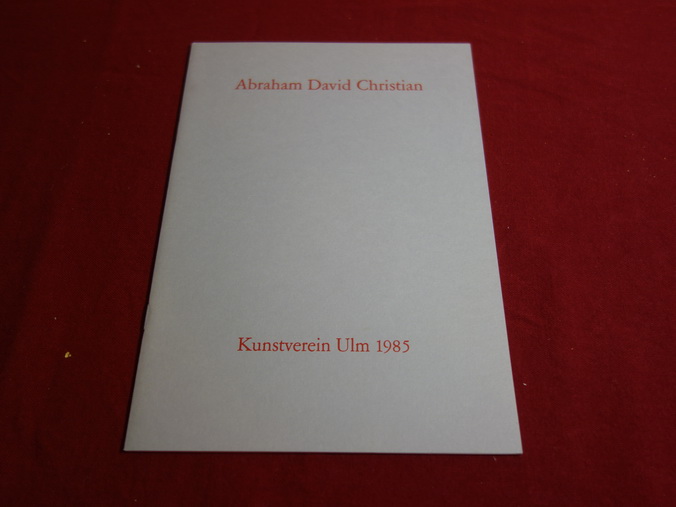 Abraham David Christian
Kunstverein Ulm 1985